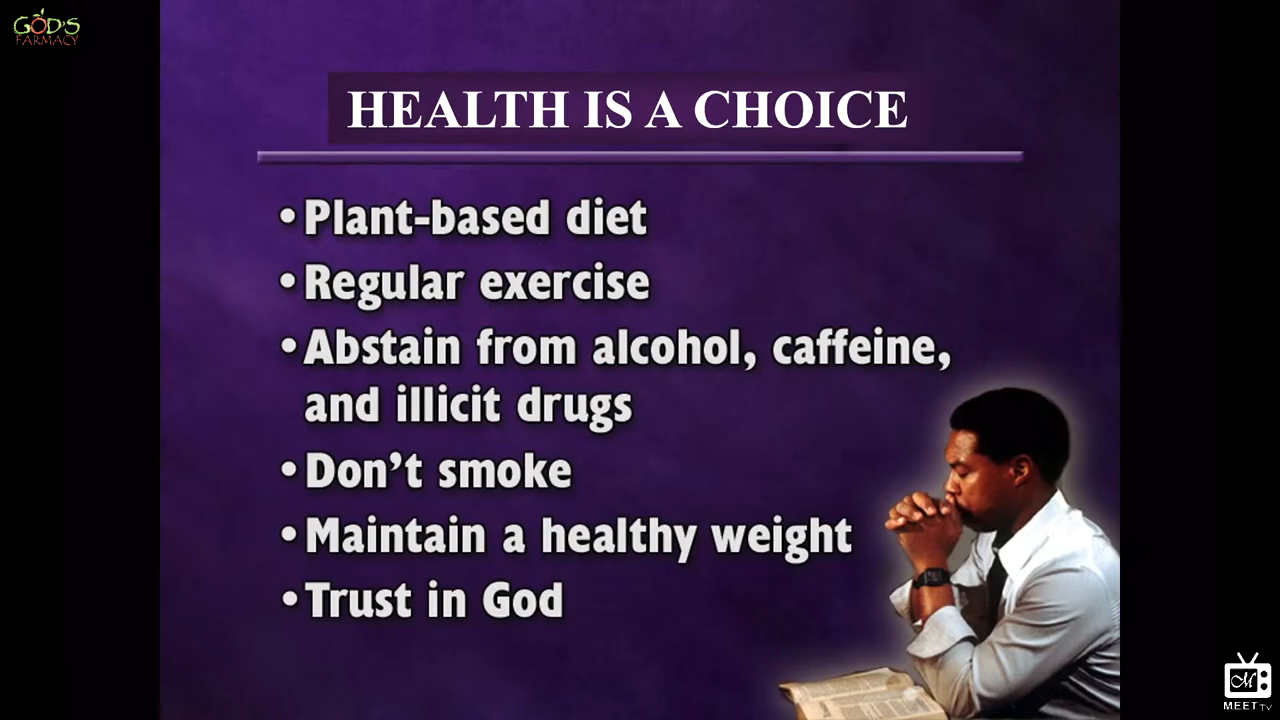 GOD'S
FARMACY
HEALTH IS A CHOICE
•Plant-based diet
•Regular exercise
•Abstain from alcohol, caffeine,
and illicit drugs
•Don't smoke
•Maintain a healthy weight
•Trust in God
M
MEET TV